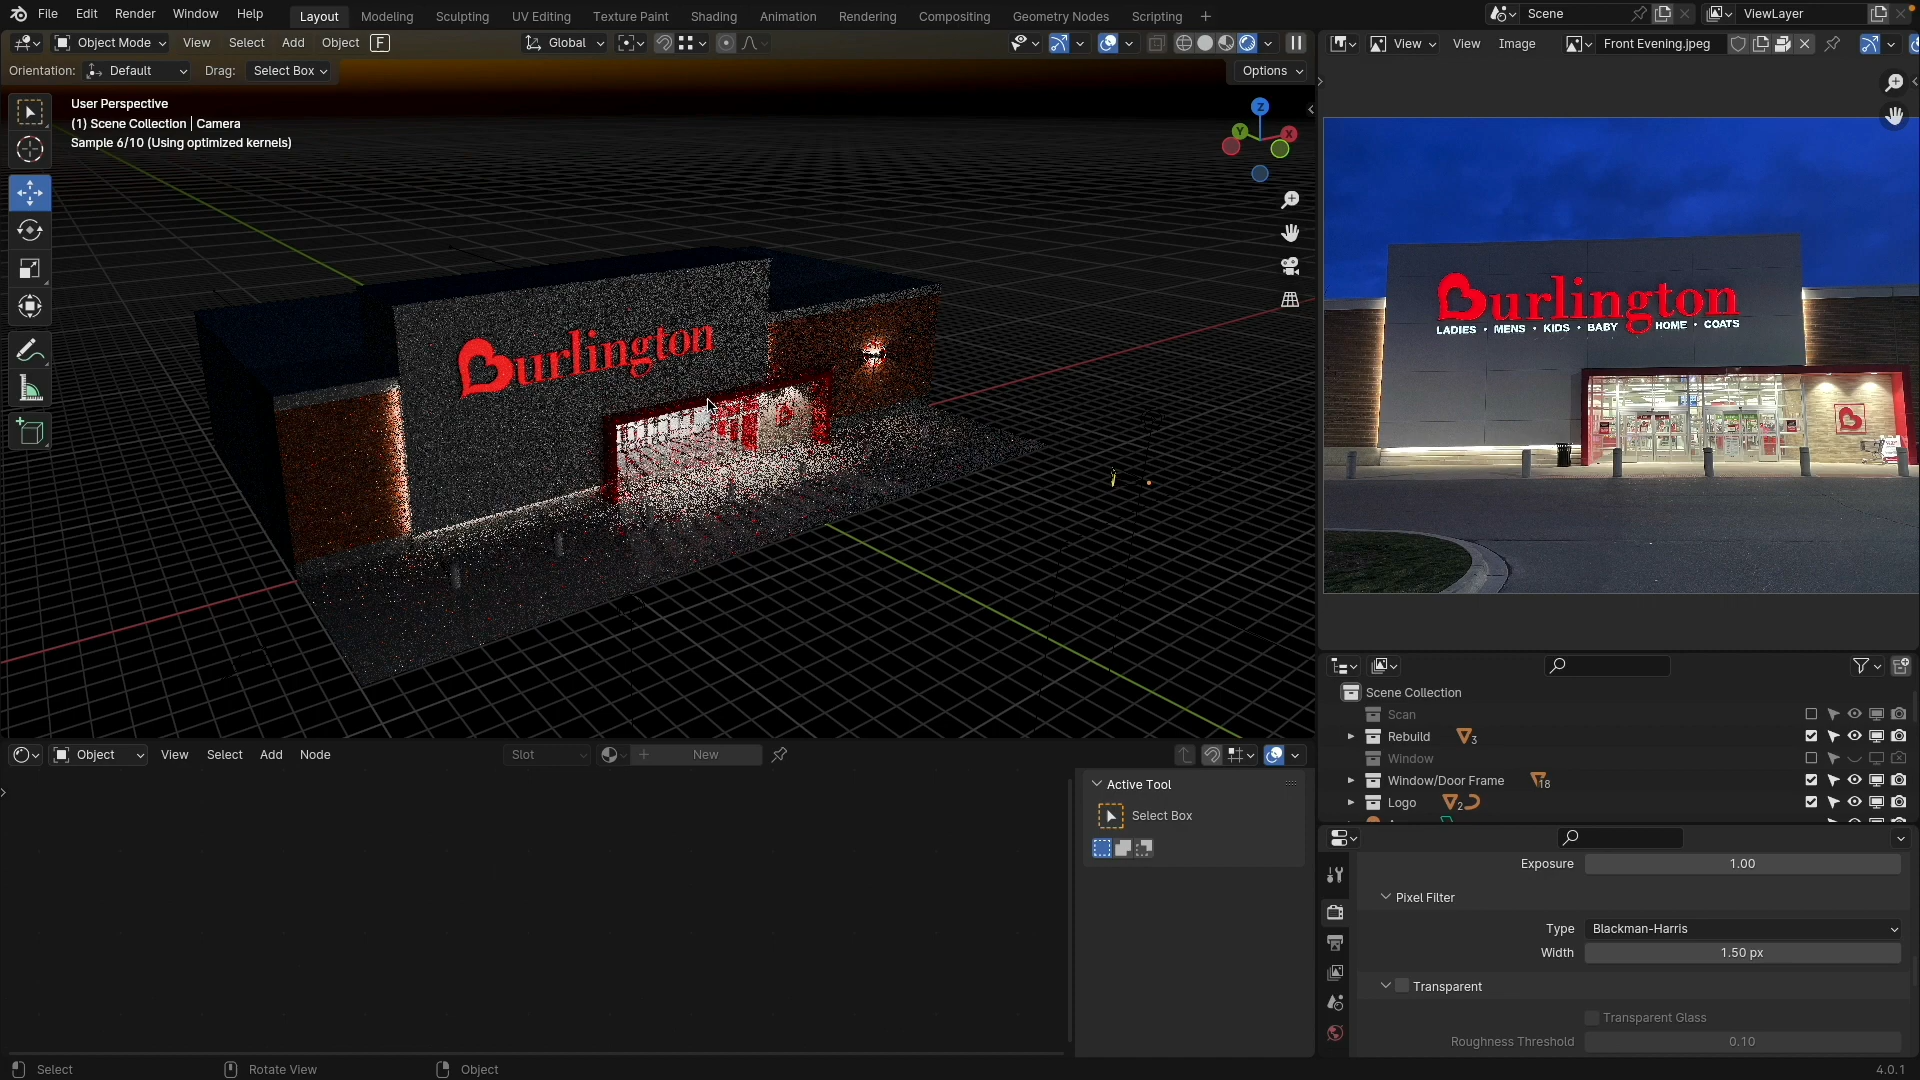 File Edit Render Window Help Layout Modeling Sculpting UV Editing Texture Paint Shading Animation Rendering Compositing Geometry Nodes Scripting + Scene ViewLayer
Object Mode View Select Add Object F Global View View Image Front Evening.jpeg
Orientation: Default Drag: Select Box Options
User Perspective
(1) Scene Collection | Camera
Sample 6/10 (Using optimized kernels)
Z
Y X
Burlington
Burlington
LADIES • MENS • KIDS • BABY HOME • COATS
Scene Collection
Scan
Rebuild 3
Window
Window/Door Frame 18
Logo 2
Object View Select Add Node Slot New
Active Tool
Select Box
Exposure 1.00
Pixel Filter
Type Blackman-Harris
Width 1.50 px
Transparent
Transparent Glass
Roughness Threshold 0.10
Select Rotate View Object 4.0.1